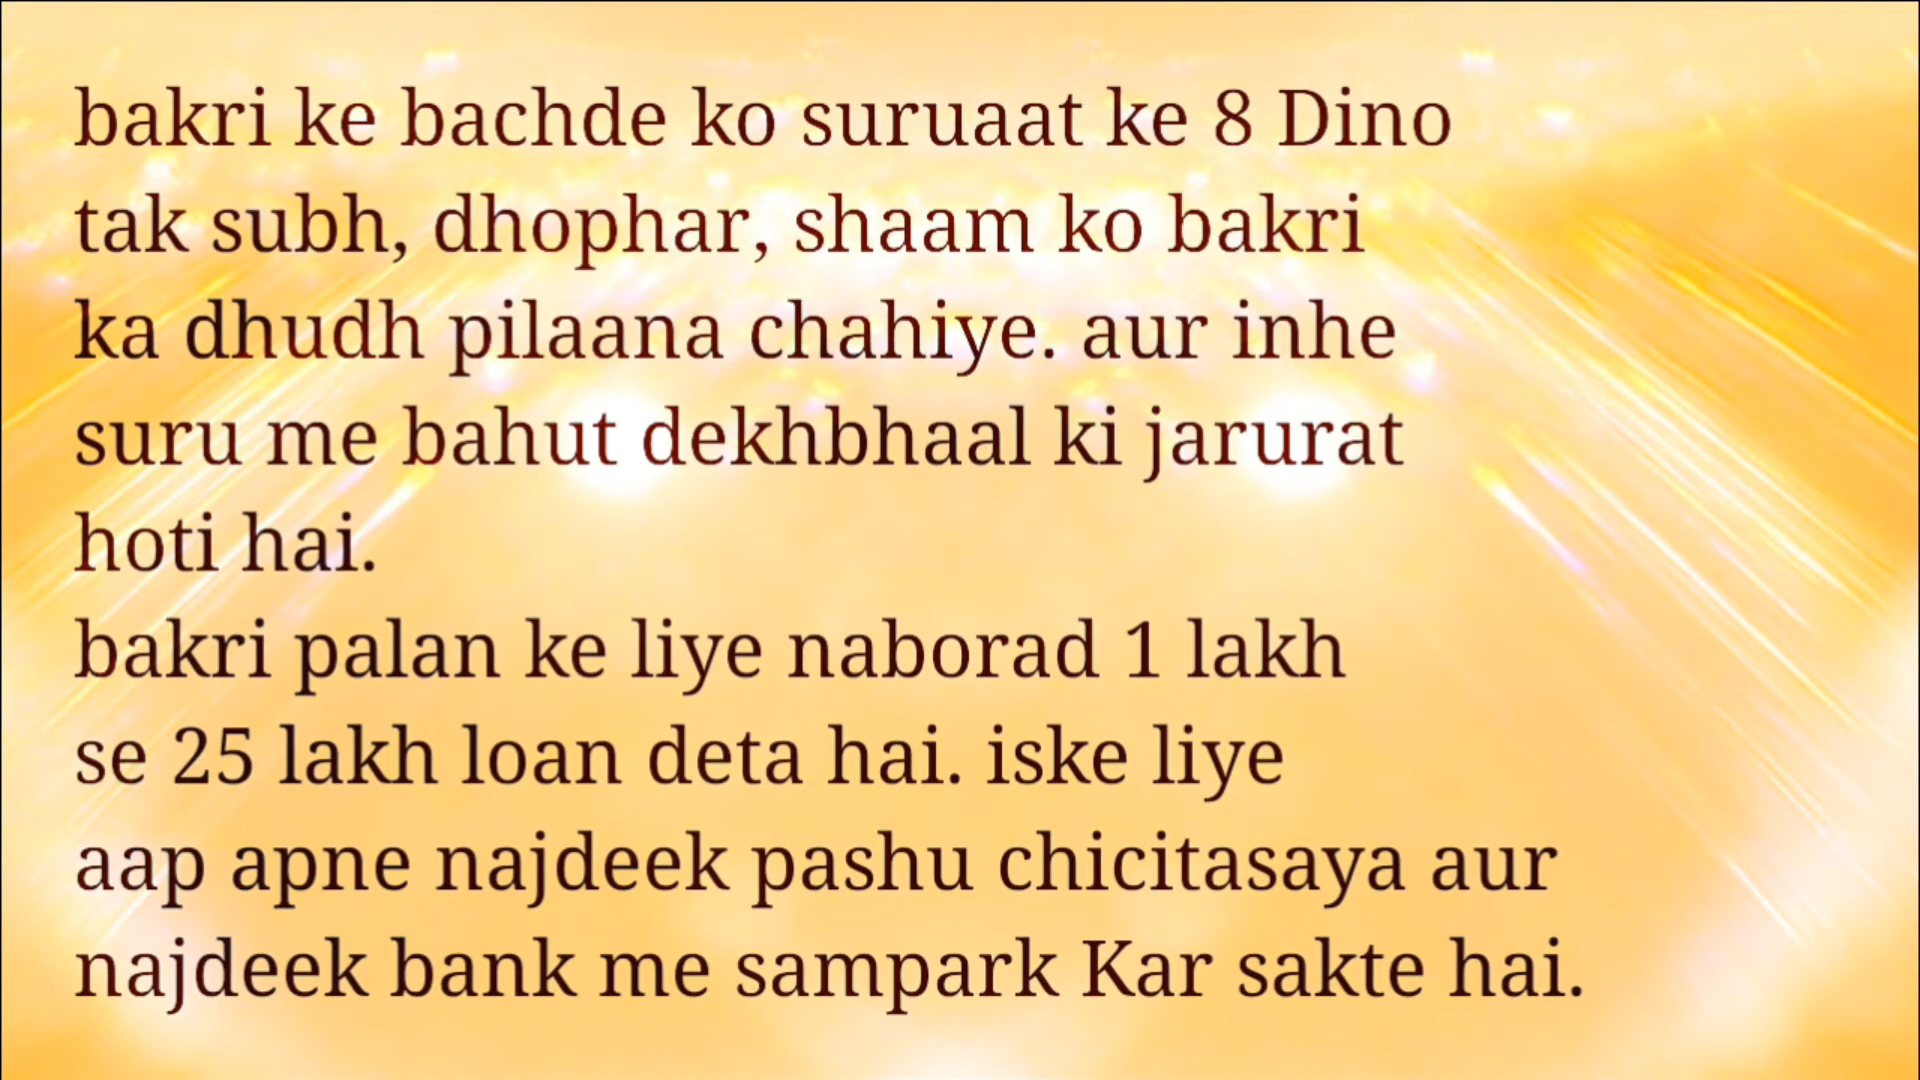 bakri ke bachde ko suruaat ke 8 Dino
tak subh, dhophar, shaam ko bakri
ka dhudh pilaana chahiye. aur inhe
suru me bahut dekhbhaal ki jarurat
hoti hai.
bakri palan ke liye naborad 1 lakh
se 25 lakh loan deta hai. iske liye
aap apne najdeek pashu chicitasaya aur
najdeek bank me sampark Kar sakte hai.